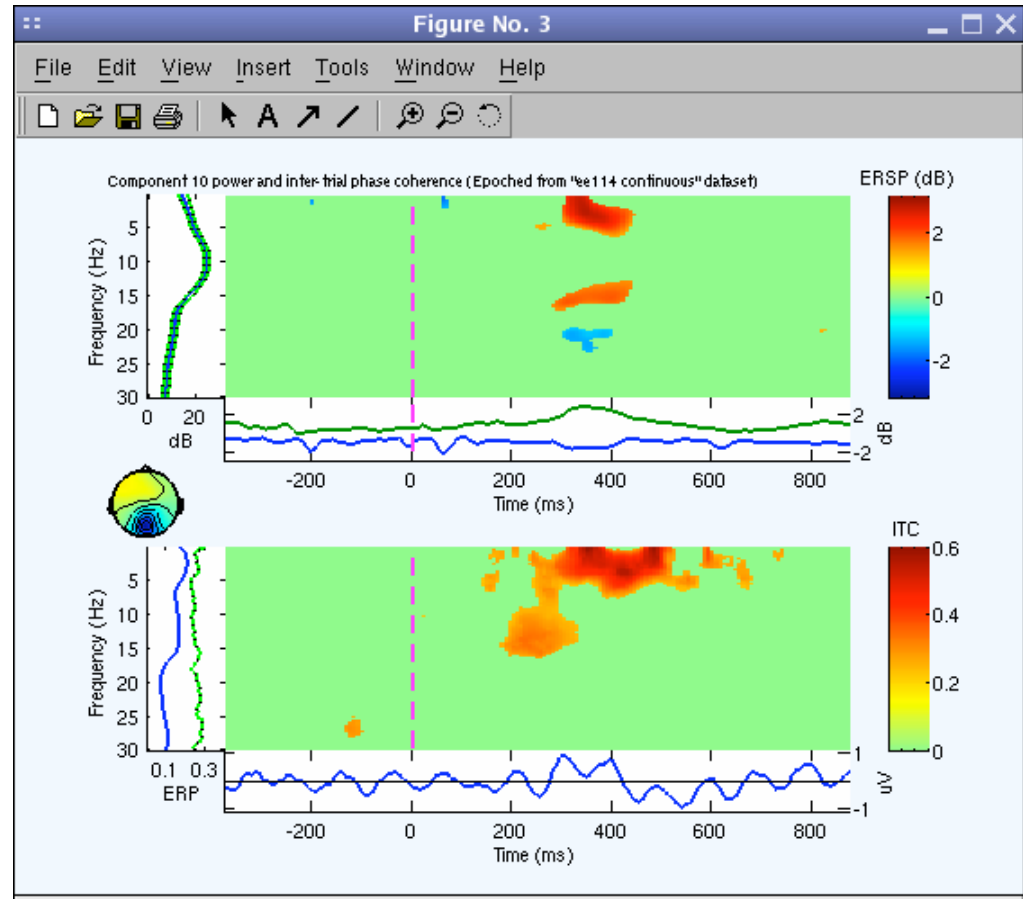 Figure No. 3
File Edit View Insert Tools Window Help
A
Component 10 power and inter-trial phase coherence (Epoched from "ee114 continuous" dataset)
ERSP (dB)
Frequency (Hz)
5
10
15
20
25
30
0 20
dB
2
0
-2
2
-2
dB
-200 0 200 400 600 800
Time (ms)
ITC
Frequency (Hz)
5
10
15
20
25
30
0.1 0.3
ERP
0.6
0.4
0.2
0
1
-1
uV
-200 0 200 400 600 800
Time (ms)